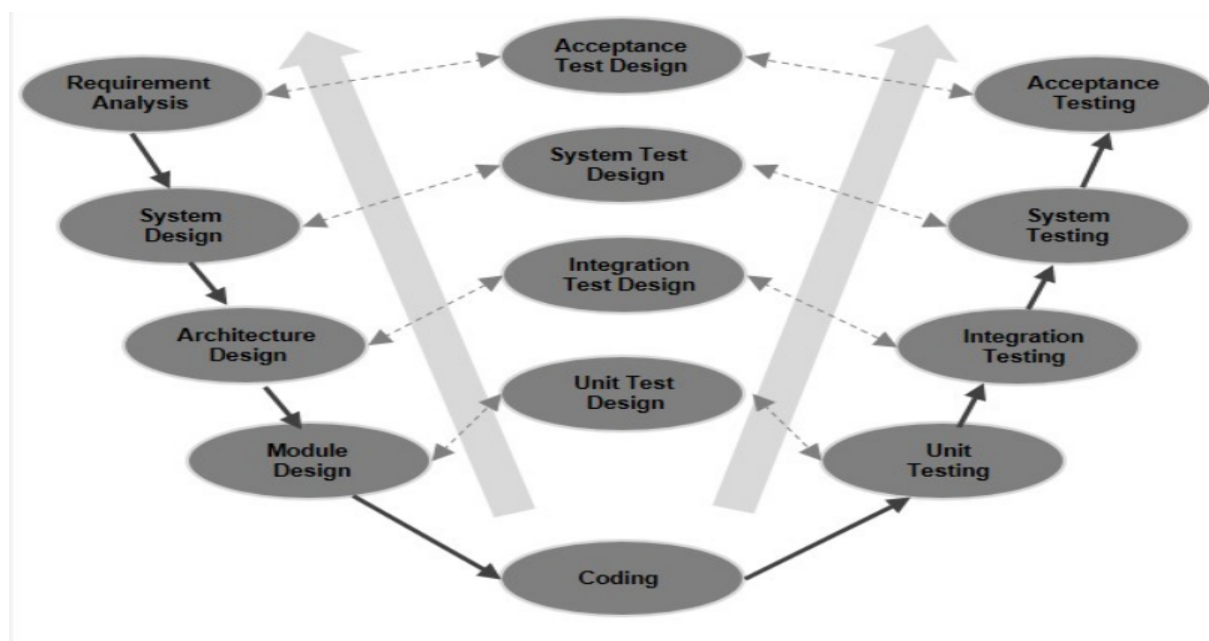 Acceptance
Test Design
Requirement
Analysis
Acceptance
Testing
System Test
Design
System
Design
System
Testing
Integration
Test Design
Architecture
Design
Integration
Testing
Unit Test
Design
Module
Design
Unit
Testing
Coding